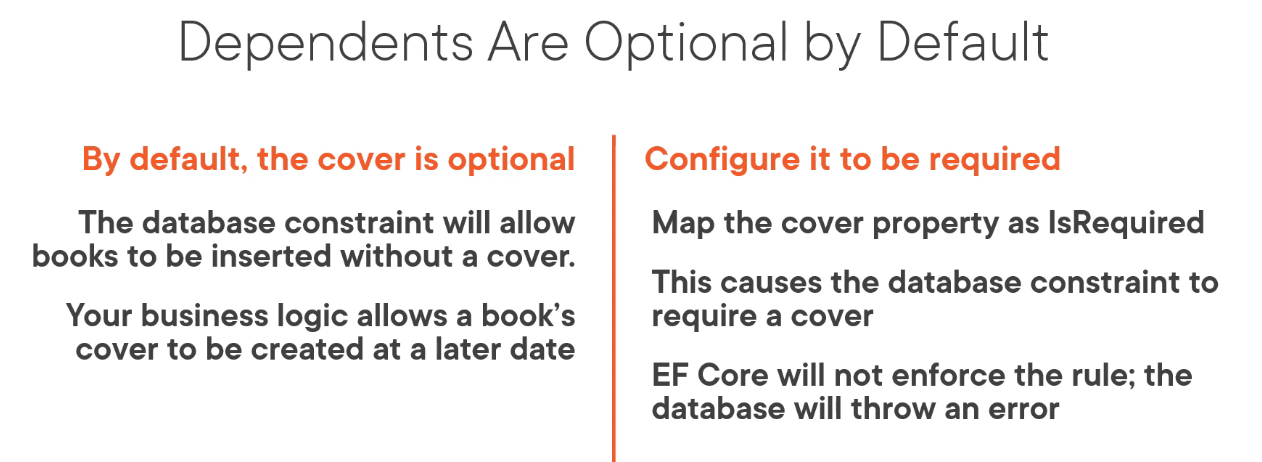 Dependents Are Optional by Default
By default, the cover is optional
The database constraint will allow
books to be inserted without a cover.
Your business logic allows a book’s
cover to be created at a later date
Configure it to be required
Map the cover property as IsRequired
This causes the database constraint to
require a cover
EF Core will not enforce the rule; the
database will throw an error